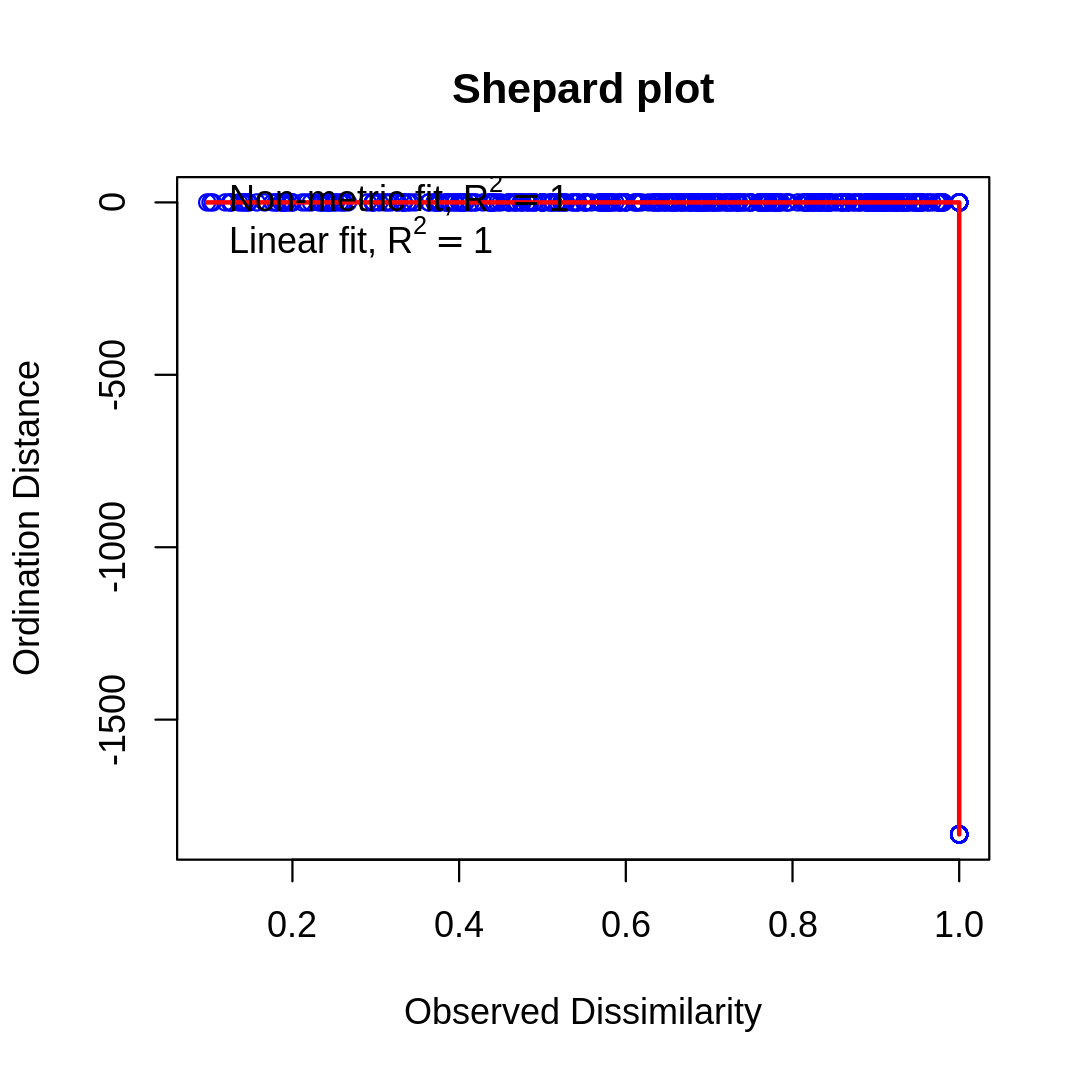 Shepard plot
Non-metric fit, R² = 1
Linear fit, R² = 1
0
-500
-1000
-1500
Ordination Distance
0.2 0.4 0.6 0.8 1.0
Observed Dissimilarity